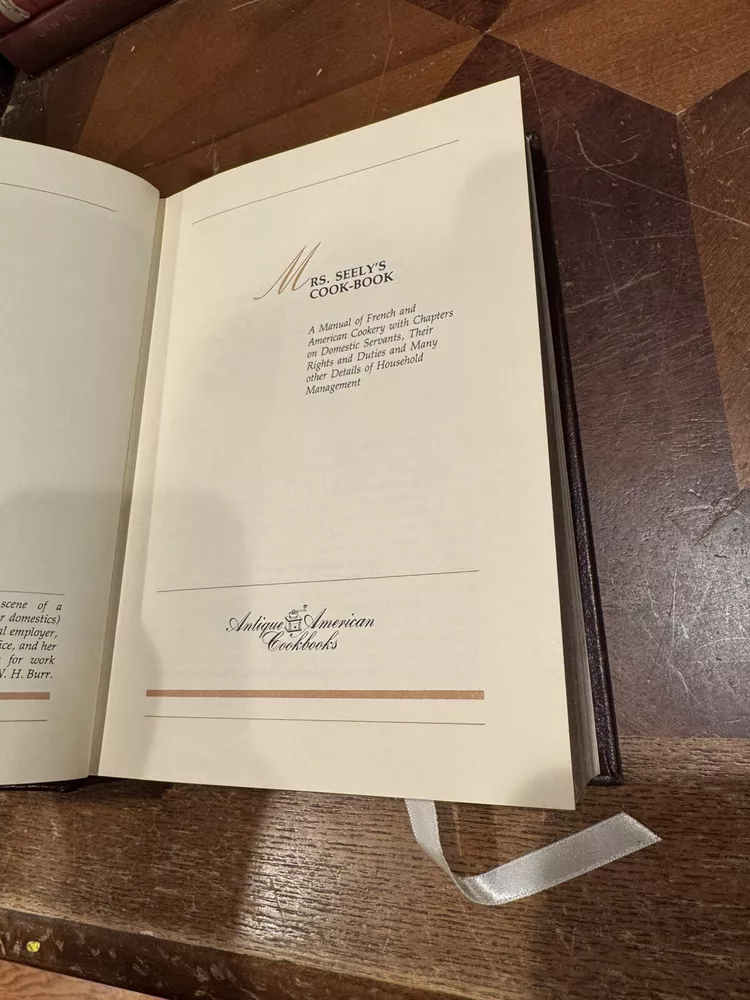 scene of a
r domestics)
al employer,
ice, and her
for work
W. H. Burr.
MRS. SEELY'S
COOK-BOOK
A Manual of French and
American Cookery with Chapters
on Domestic Servants, Their
Rights and Duties and Many
other Details of Household
Management
Antique American
Cookbooks